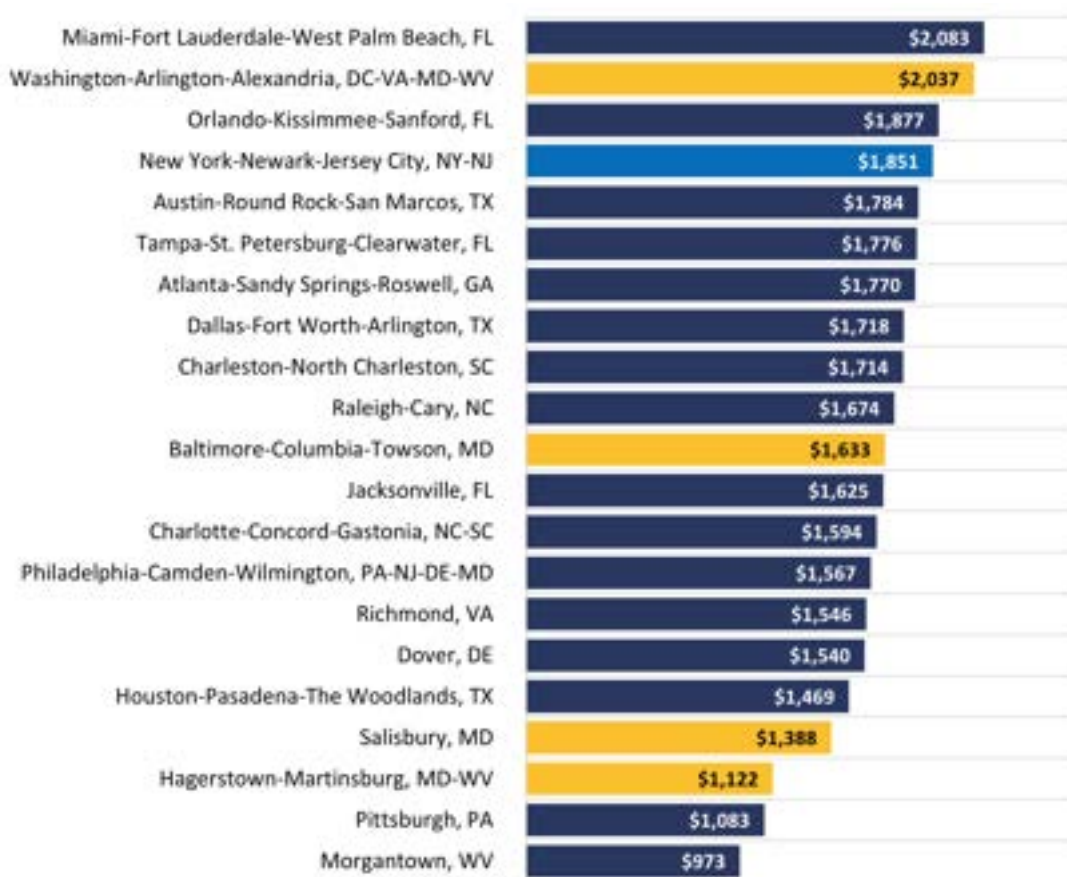 Miami-Fort Lauderdale-West Palm Beach, FL $2,083
Washington-Arlington-Alexandria, DC-VA-MD-WV $2,037
Orlando-Kissimmee-Sanford, FL $1,877
New York-Newark-Jersey City, NY-NJ $1,851
Austin-Round Rock-San Marcos, TX $1,784
Tampa-St. Petersburg-Clearwater, FL $1,776
Atlanta-Sandy Springs-Roswell, GA $1,770
Dallas-Fort Worth-Arlington, TX $1,718
Charleston-North Charleston, SC $1,714
Raleigh-Cary, NC $1,674
Baltimore-Columbia-Towson, MD $1,633
Jacksonville, FL $1,625
Charlotte-Concord-Gastonia, NC-SC $1,594
Philadelphia-Camden-Wilmington, PA-NJ-DE-MD $1,567
Richmond, VA $1,546
Dover, DE $1,540
Houston-Pasadena-The Woodlands, TX $1,469
Salisbury, MD $1,388
Hagerstown-Martinsburg, MD-WV $1,122
Pittsburgh, PA $1,083
Morgantown, WV $973